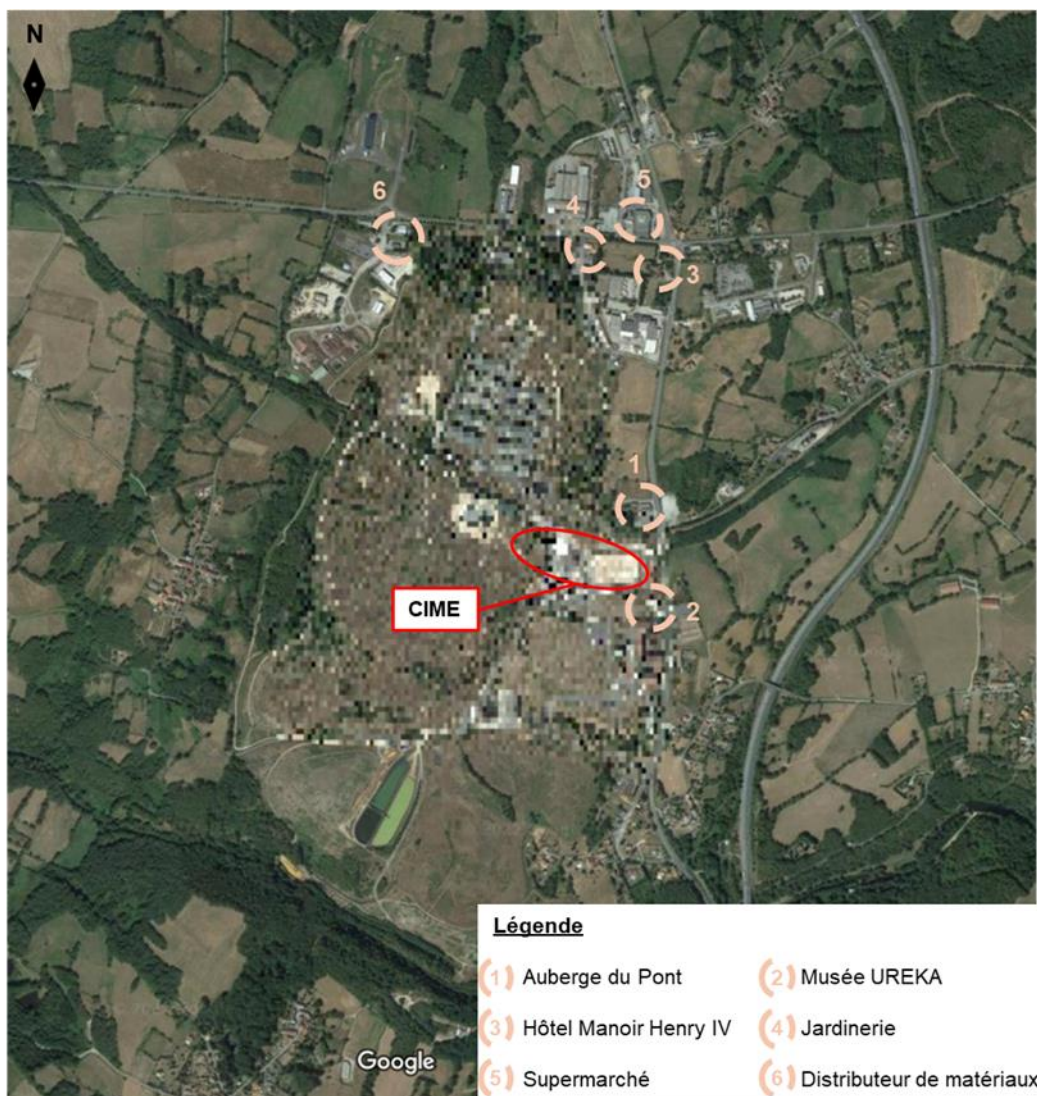 N
6
5
4
3
1
CIME
2
Légende
1 Auberge du Pont
2 Musée UREKA
3 Hôtel Manoir Henry IV
4 Jardinerie
5 Supermarché
6 Distributeur de matériaux
Google